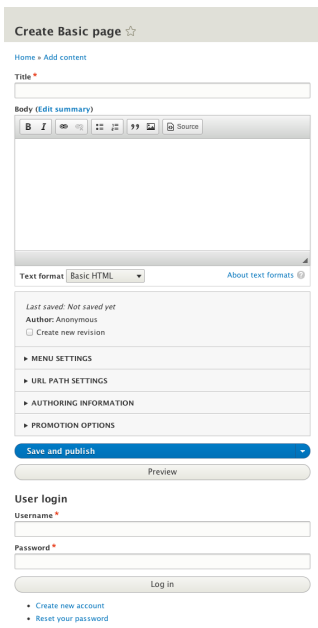 Create Basic page
Home » Add content
Title *
Body (Edit summary)
B I Source
Text format Basic HTML About text formats ?
Last saved: Not saved yet
Author: Anonymous
Create new revision
MENU SETTINGS
URL PATH SETTINGS
AUTHORING INFORMATION
PROMOTION OPTIONS
Save and publish
Preview
User login
Username *
Password *
Log in
Create new account
Reset your password